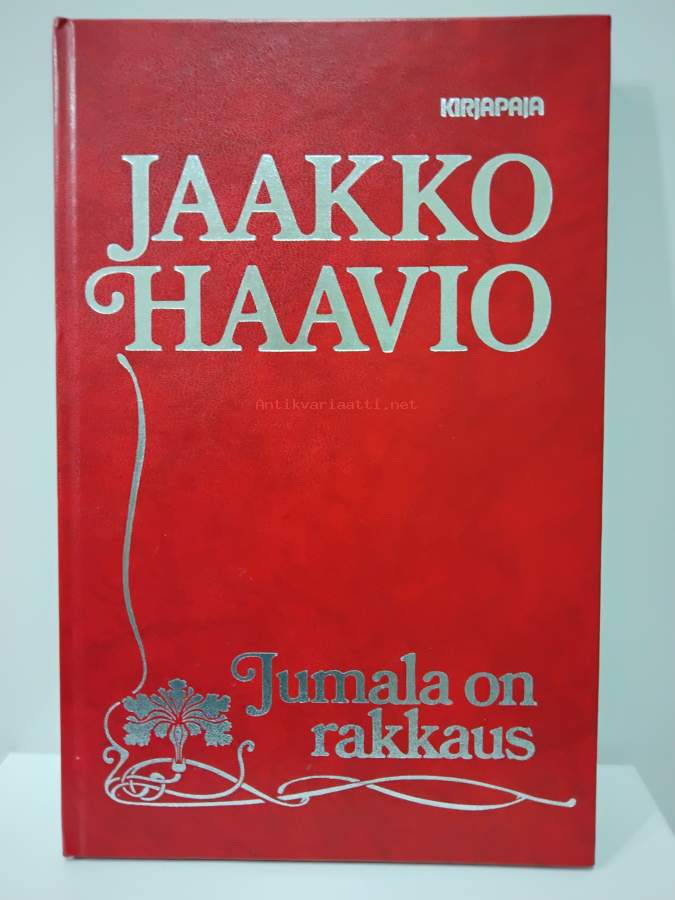 KIRJAPAJA
JAAKKO
HAAVIO
Antikvariaatti.net
Jumala on
rakkaus